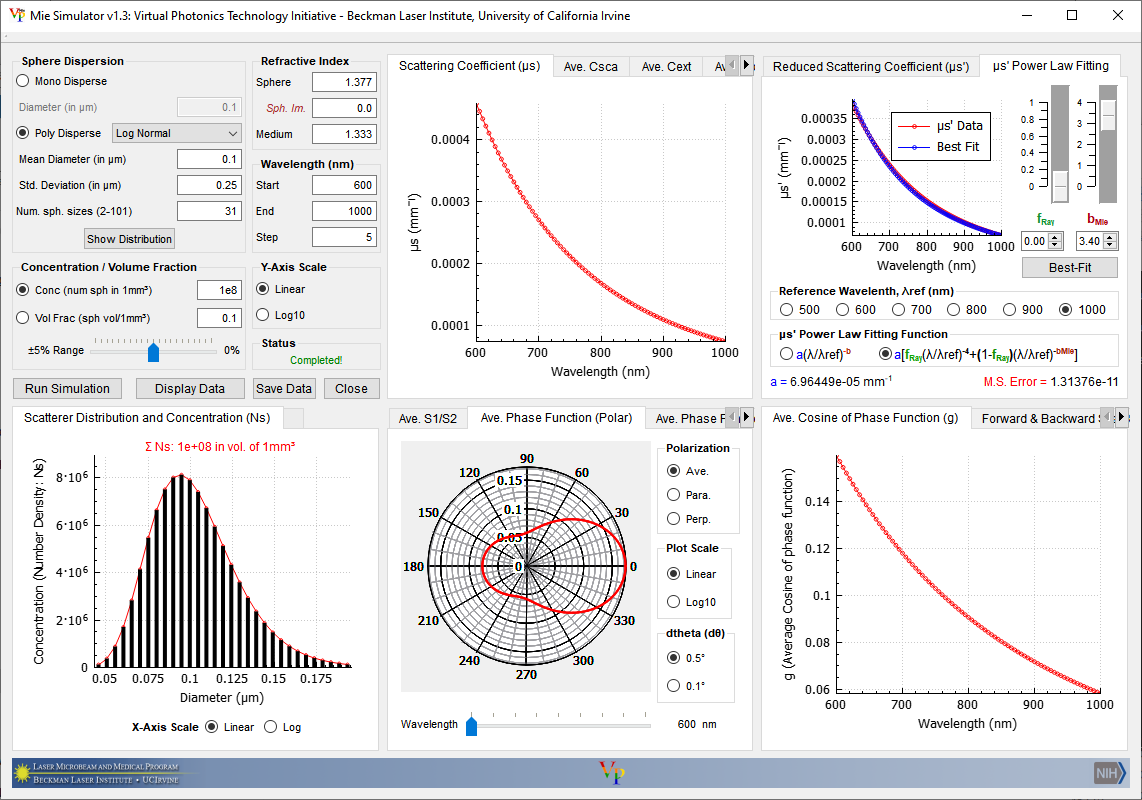 Mie Simulator v1.3: Virtual Photonics Technology Initiative - Beckman Laser Institute, University of California Irvine
Sphere Dispersion
Mono Disperse
Diameter (in µm) 0.1
Poly Disperse Log Normal
Mean Diameter (in µm) 0.1
Std. Deviation (in µm) 0.25
Num. sph. sizes (2-101) 31
Show Distribution
Refractive Index
Sphere 1.377
Sph. Im. 0.0
Medium 1.333
Wavelength (nm)
Start 600
End 1000
Step 5
Concentration / Volume Fraction
Conc (num sph in 1mm³) 1e8
Vol Frac (sph vol/1mm³) 0.1
±5% Range 0%
Y-Axis Scale
Linear
Log10
Status
Completed!
Run Simulation Display Data Save Data Close
Scattering Coefficient (µs) Ave. Csca Ave. Cext
0.0004
0.0003
0.0002
0.0001
µs (mm⁻¹)
600 700 800 900 1000
Wavelength (nm)
Reduced Scattering Coefficient (µs') µs' Power Law Fitting
0.00035
0.0003
0.00025
0.0002
0.00015
0.0001
µs' (mm⁻¹)
µs' Data
Best Fit
600 700 800 900 1000
Wavelength (nm)
1
0.8
0.6
0.4
0.2
0
4
3
2
1
0
fRay bMie
0.00 3.40
Best-Fit
Reference Wavelenth, λref (nm)
500 600 700 800 900 1000
µs' Power Law Fitting Function
a(λ/λref)⁻ᵇ a[fRay(λ/λref)⁻⁴+(1-fRay)(λ/λref)⁻ᵇᴹⁱᵉ]
a = 6.96449e-05 mm⁻¹ M.S. Error = 1.31376e-11
Scatterer Distribution and Concentration (Ns)
Σ Ns: 1e+08 in vol. of 1mm³
8·10⁶
6·10⁶
4·10⁶
2·10⁶
0
Concentration (Number Density: Ns)
0.05 0.075 0.1 0.125 0.15 0.175
Diameter (µm)
X-Axis Scale Linear Log
Ave. S1/S2 Ave. Phase Function (Polar) Ave. Phase
90
120 60
0.15
150 0.1 30
0.05
180 0 0
210 330
240 300
270
Polarization
Ave.
Para.
Perp.
Plot Scale
Linear
Log10
dtheta (dθ)
0.5°
0.1°
Wavelength 600 nm
Ave. Cosine of Phase Function (g) Forward & Backward
0.14
0.12
0.1
0.08
0.06
g (Average Cosine of phase function)
600 700 800 900 1000
Wavelength (nm)
Laser Microbeam and Medical Program
Beckman Laser Institute • UCIrvine
VP
NIH